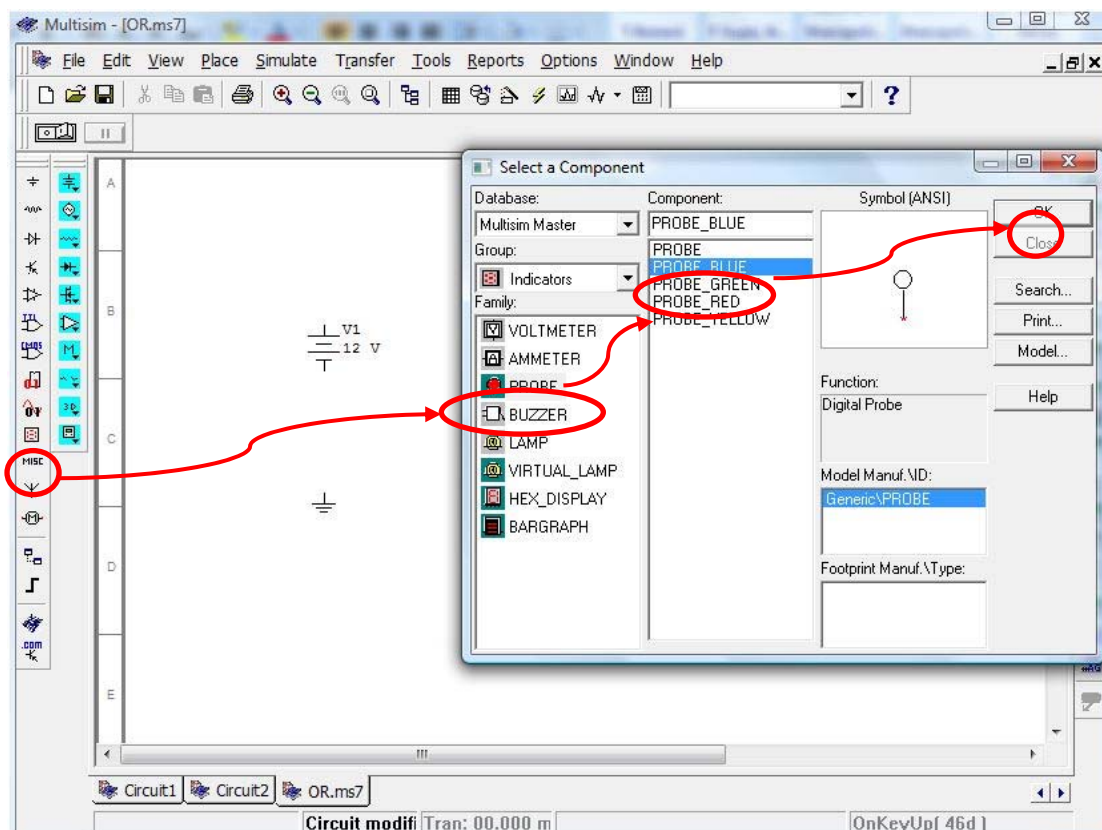 Multisim - [OR.ms7]
File Edit View Place Simulate Transfer Tools Reports Options Window Help
A
B
C
D
E
MISC
CMOS
.com
M
3D
V1
12 V
Select a Component
Database:
Multisim Master
Group:
Indicators
Family:
VOLTMETER
AMMETER
PROBE
BUZZER
LAMP
VIRTUAL_LAMP
HEX_DISPLAY
BARGRAPH
Component:
PROBE_BLUE
PROBE
PROBE_BLUE
PROBE_GREEN
PROBE_RED
PROBE_YELLOW
Symbol (ANSI)
Function:
Digital Probe
Model Manuf.\ID:
Generic\PROBE
Footprint Manuf.\Type:
OK
Close
Search...
Print...
Model...
Help
Circuit1 Circuit2 OR.ms7
Circuit modifi Tran: 00.000 m OnKeyUp( 46d )